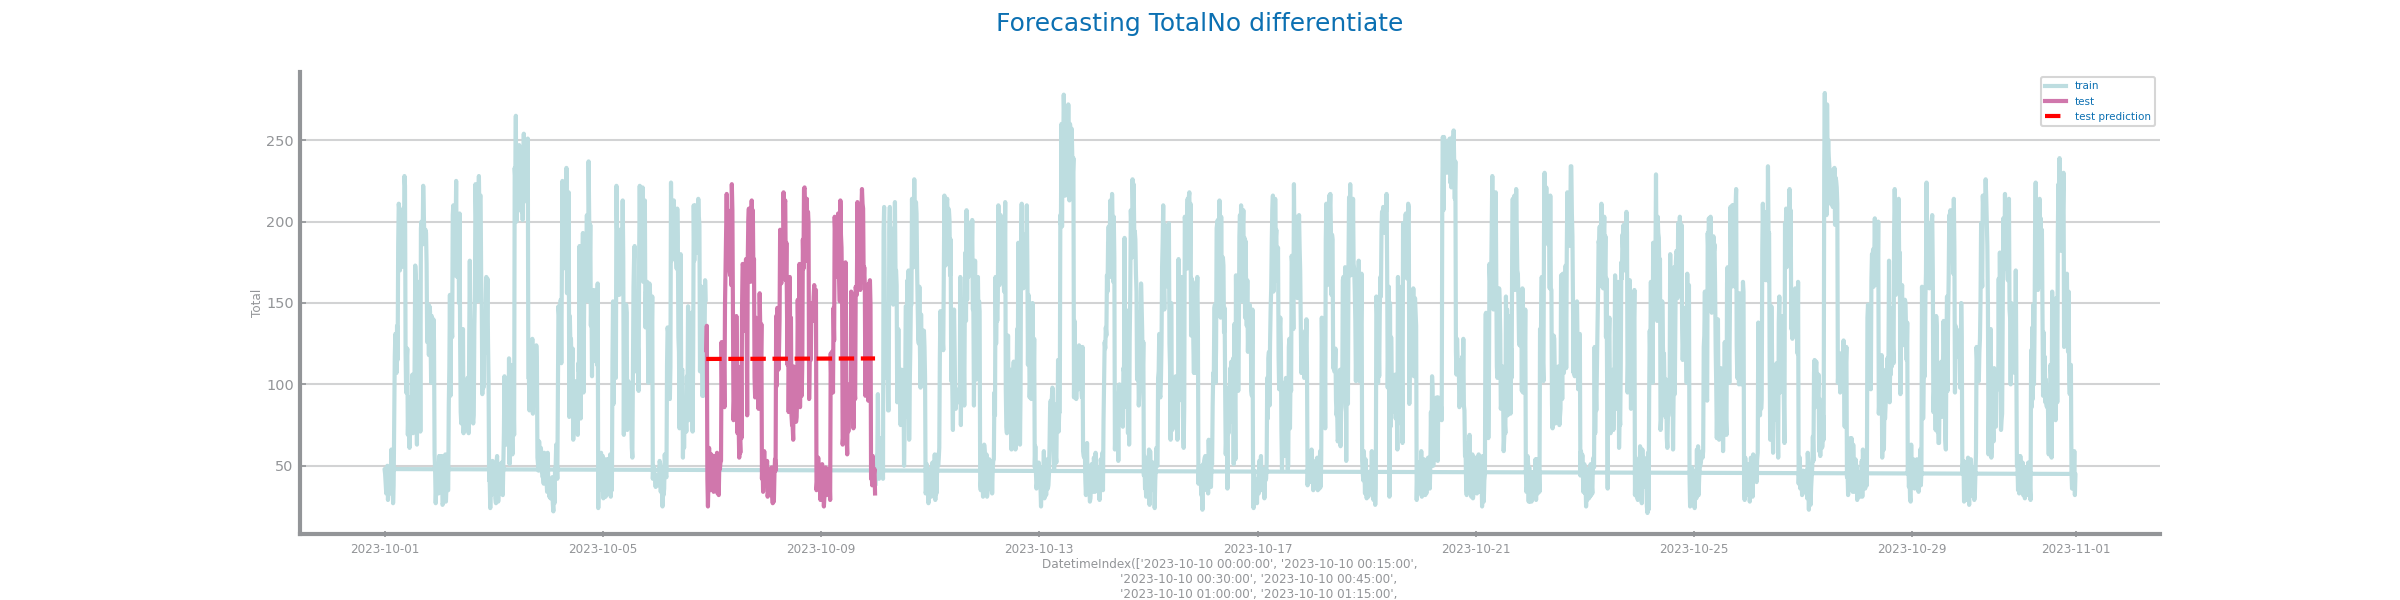 Forecasting TotalNo differentiate
train
test
test prediction
250
200
150
100
50
Total
2023-10-01
2023-10-05
2023-10-09
2023-10-13
2023-10-17
2023-10-21
2023-10-25
2023-10-29
2023-11-01
DatetimeIndex(['2023-10-10 00:00:00', '2023-10-10 00:15:00',
'2023-10-10 00:30:00', '2023-10-10 00:45:00',
'2023-10-10 01:00:00', '2023-10-10 01:15:00',